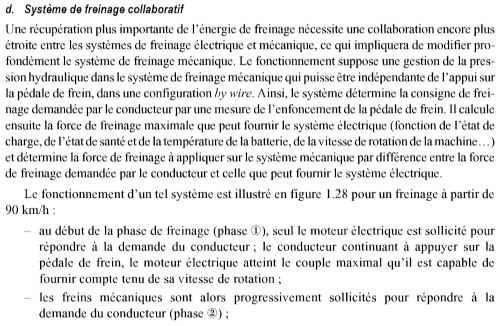 d. Système de freinage collaboratif
Une récupération plus importante de l'énergie de freinage nécessite une collaboration encore plus
étroite entre les systèmes de freinage électrique et mécanique, ce qui impliquera de modifier pro-
fondément le système de freinage mécanique. Le fonctionnement suppose une gestion de la pres-
sion hydraulique dans le système de freinage mécanique qui puisse être indépendante de l'appui sur
la pédale de frein, dans une configuration by wire. Ainsi, le système détermine la consigne de frei-
nage demandée par le conducteur par une mesure de l'enfoncement de la pédale de frein. Il calcule
ensuite la force de freinage maximale que peut fournir le système électrique (fonction de l'état de
charge, de l'état de santé et de la température de la batterie, de la vitesse de rotation de la machine…)
et détermine la force de freinage à appliquer sur le système mécanique par différence entre la force
de freinage demandée par le conducteur et celle que peut fournir le système électrique.
Le fonctionnement d'un tel système est illustré en figure 1.28 pour un freinage à partir de
90 km/h :
– au début de la phase de freinage (phase ①), seul le moteur électrique est sollicité pour
répondre à la demande du conducteur ; le conducteur continuant à appuyer sur la
pédale de frein, le moteur électrique atteint le couple maximal qu'il est capable de
fournir compte tenu de sa vitesse de rotation ;
– les freins mécaniques sont alors progressivement sollicités pour répondre à la
demande du conducteur (phase ②) ;